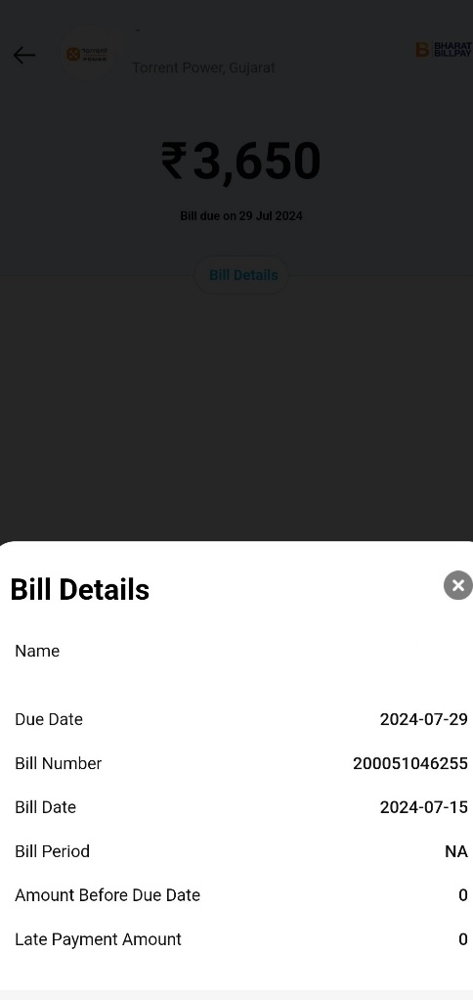 -
torrent
POWER
BHARAT
BILLPAY
Torrent Power, Gujarat
₹3,650
Bill due on 29 Jul 2024
Bill Details
Bill Details
Name
Due Date 2024-07-29
Bill Number 200051046255
Bill Date 2024-07-15
Bill Period NA
Amount Before Due Date 0
Late Payment Amount 0